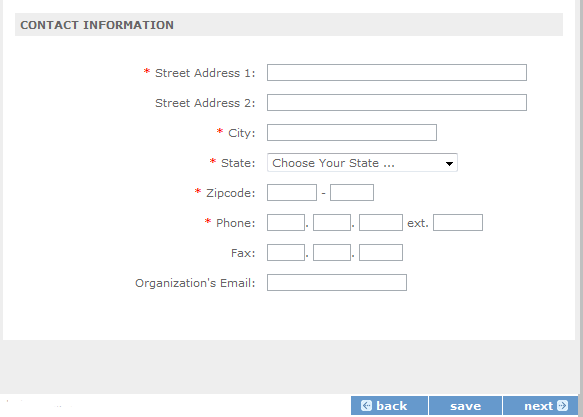 CONTACT INFORMATION
* Street Address 1:
Street Address 2:
* City:
* State: Choose Your State ...
* Zipcode: -
* Phone: . . ext.
Fax: . .
Organization's Email:
back save next